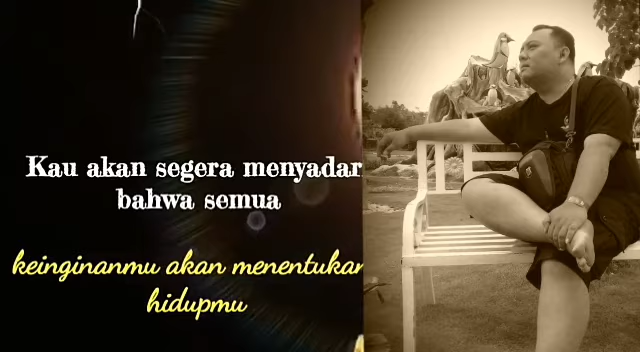 Kau akan segera menyadar
bahwa semua
keinginanmu akan menentukan
hidupmu